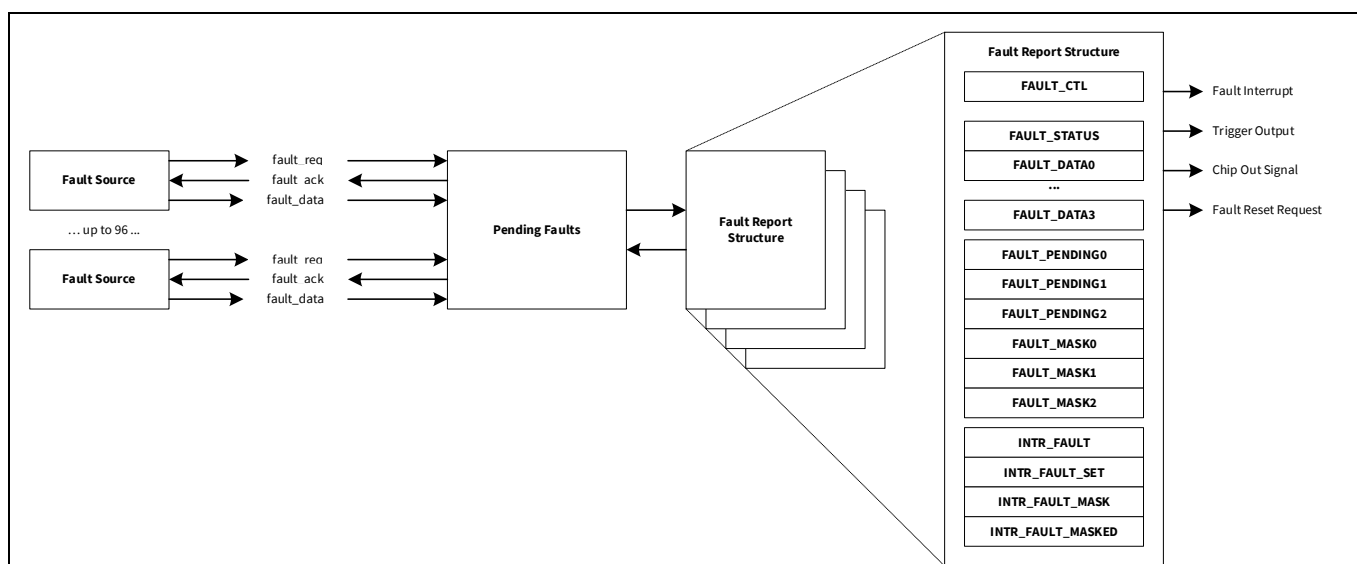 Fault Source
fault_req
fault_ack
fault_data
... up to 96 ...
Fault Source
fault_req
fault_ack
fault_data
Pending Faults
Fault Report
Structure
Fault Report Structure
FAULT_CTL
FAULT_STATUS
FAULT_DATA0
...
FAULT_DATA3
FAULT_PENDING0
FAULT_PENDING1
FAULT_PENDING2
FAULT_MASK0
FAULT_MASK1
FAULT_MASK2
INTR_FAULT
INTR_FAULT_SET
INTR_FAULT_MASK
INTR_FAULT_MASKED
Fault Interrupt
Trigger Output
Chip Out Signal
Fault Reset Request